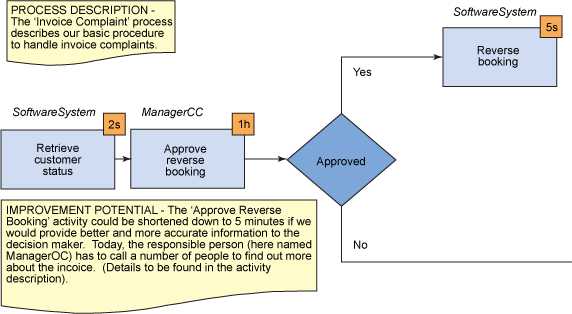 PROCESS DESCRIPTION -
The 'Invoice Complaint' process
describes our basic procedure
to handle invoice complaints.
SoftwareSystem
5s
Reverse
booking
Yes
SoftwareSystem
2s
Retrieve
customer
status
ManagerCC
1h
Approve
reverse
booking
Approved
No
IMPROVEMENT POTENTIAL - The 'Approve Reverse
Booking' activity could be shortened down to 5 minutes if we
would provide better and more accurate information to the
decision maker. Today, the responsible person (here named
ManagerOC) has to call a number of people to find out more
about the incoice. (Details to be found in the activity
description).